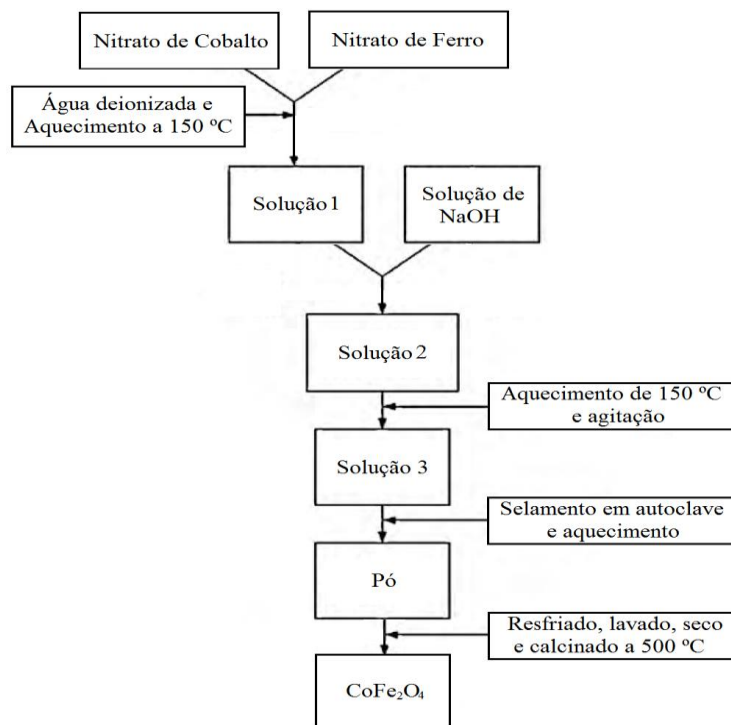 Nitrato de Cobalto
Nitrato de Ferro
Água deionizada e
Aquecimento a 150 ºC
Solução 1
Solução de
NaOH
Solução 2
Aquecimento de 150 ºC
e agitação
Solução 3
Selamento em autoclave
e aquecimento
Pó
Resfriado, lavado, seco
e calcinado a 500 ºC
CoFe₂O₄